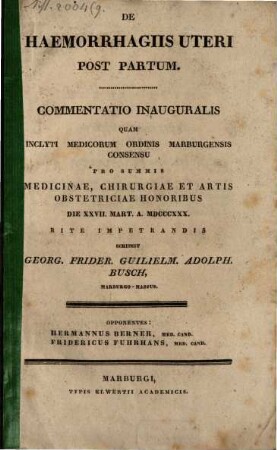 DE
HAEMORRHAGIIS UTERI
POST PARTUM.
COMMENTATIO INAUGURALIS
QUAM
INCLYTI MEDICORUM ORDINIS MARBURGENSIS
CONSENSU
PRO SUMMIS
MEDICINAE, CHIRURGIAE ET ARTIS
OBSTETRICIAE HONORIBUS
DIE XXVII. MART. A. MDCCCXXX.
RITE IMPETRANDIS
SCRIPSIT
GEORG. FRIDER. GUILIELM. ADOLPH.
BUSCH,
MARBURGO-HASSUS.
OPPONENTES:
HERMANNUS BERNER, MED. CAND.
FRIDERICUS FUHRHANS, MED. CAND.
MARBURGI,
TYPIS ELWERTII ACADEMICIS.